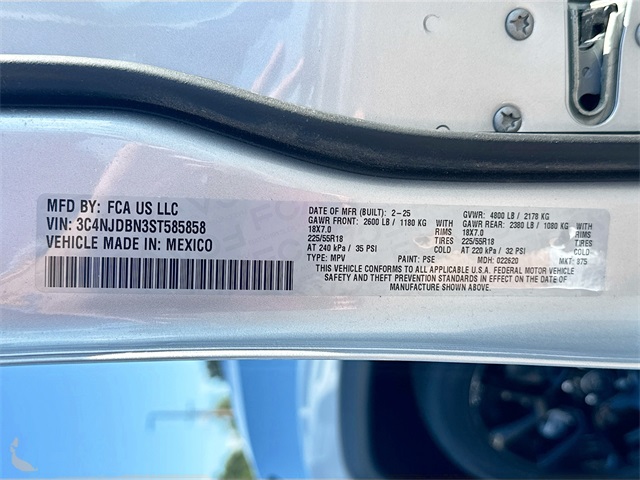 MFD BY: FCA US LLC
VIN: 3C4NJDBN3ST585858
VEHICLE MADE IN: MEXICO
DATE OF MFR (BUILT): 2-25 GVWR: 4800 LB / 2178 KG
GAWR FRONT: 2600 LB / 1180 KG WITH GAWR REAR: 2380 LB / 1080 KG WITH
18X7.0 RIMS 18X7.0 RIMS
225/55R18 TIRES 225/55R18 TIRES
AT 240 kPa / 35 PSI COLD AT 220 kPa / 32 PSI COLD
TYPE: MPV PAINT: PSE MDH: 022620 MKT: 875
THIS VEHICLE CONFORMS TO ALL APPLICABLE U.S.A. FEDERAL MOTOR VEHICLE
SAFETY AND THEFT PREVENTION STANDARDS IN EFFECT ON THE DATE OF
MANUFACTURE SHOWN ABOVE.